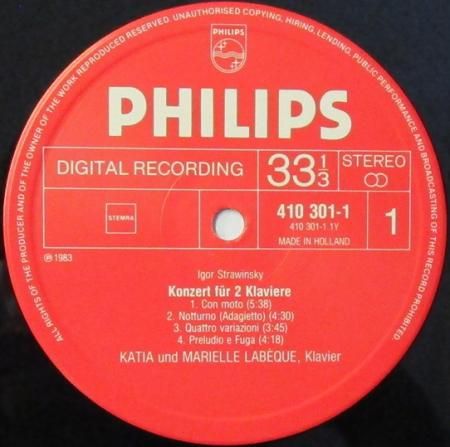 ALL RIGHTS OF THE PRODUCER AND OF THE OWNER OF THE WORK REPRODUCED RESERVED. UNAUTHORISED COPYING, HIRING, LENDING, PUBLIC PERFORMANCE AND BROADCASTING OF THIS RECORD PROHIBITED.
PHILIPS
PHILIPS
DIGITAL RECORDING
33 1/3
STEREO
STEMRA
410 301-1
410 301-1.1Y
MADE IN HOLLAND
1
℗ 1983
Igor Strawinsky
Konzert für 2 Klaviere
1. Con moto (5:38)
2. Notturno (Adagietto) (4:30)
3. Quattro variazioni (3:45)
4. Preludio e Fuga (4:18)
KATIA und MARIELLE LABÈQUE, Klavier